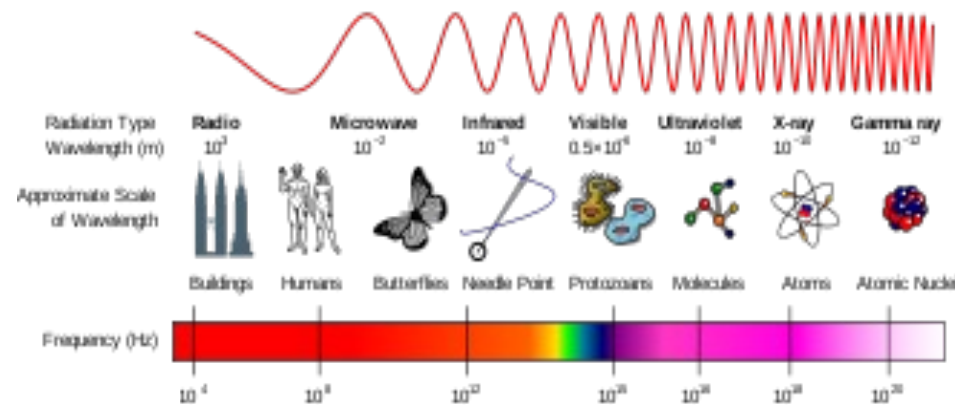 Radiation Type Radio Microwave Infrared Visible Ultraviolet X-ray Gamma ray
Wavelength (m) 10³ 10⁻² 10⁻⁵ 0.5×10⁻⁶ 10⁻⁸ 10⁻¹⁰ 10⁻¹²
Approximate Scale
of Wavelength
Buildings Humans Butterflies Needle Point Protozoans Molecules Atoms Atomic Nuclei
Frequency (Hz)
10⁴ 10⁸ 10¹² 10¹⁵ 10¹⁶ 10¹⁸ 10²⁰